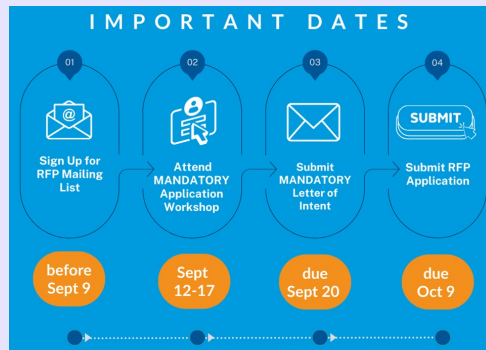 IMPORTANT DATES
01
@
Sign Up for
RFP Mailing
List
before
Sept 9
02
Attend
MANDATORY
Application
Workshop
Sept
12-17
03
Submit
MANDATORY
Letter of
Intent
due
Sept 20
04
SUBMIT
Submit RFP
Application
due
Oct 9